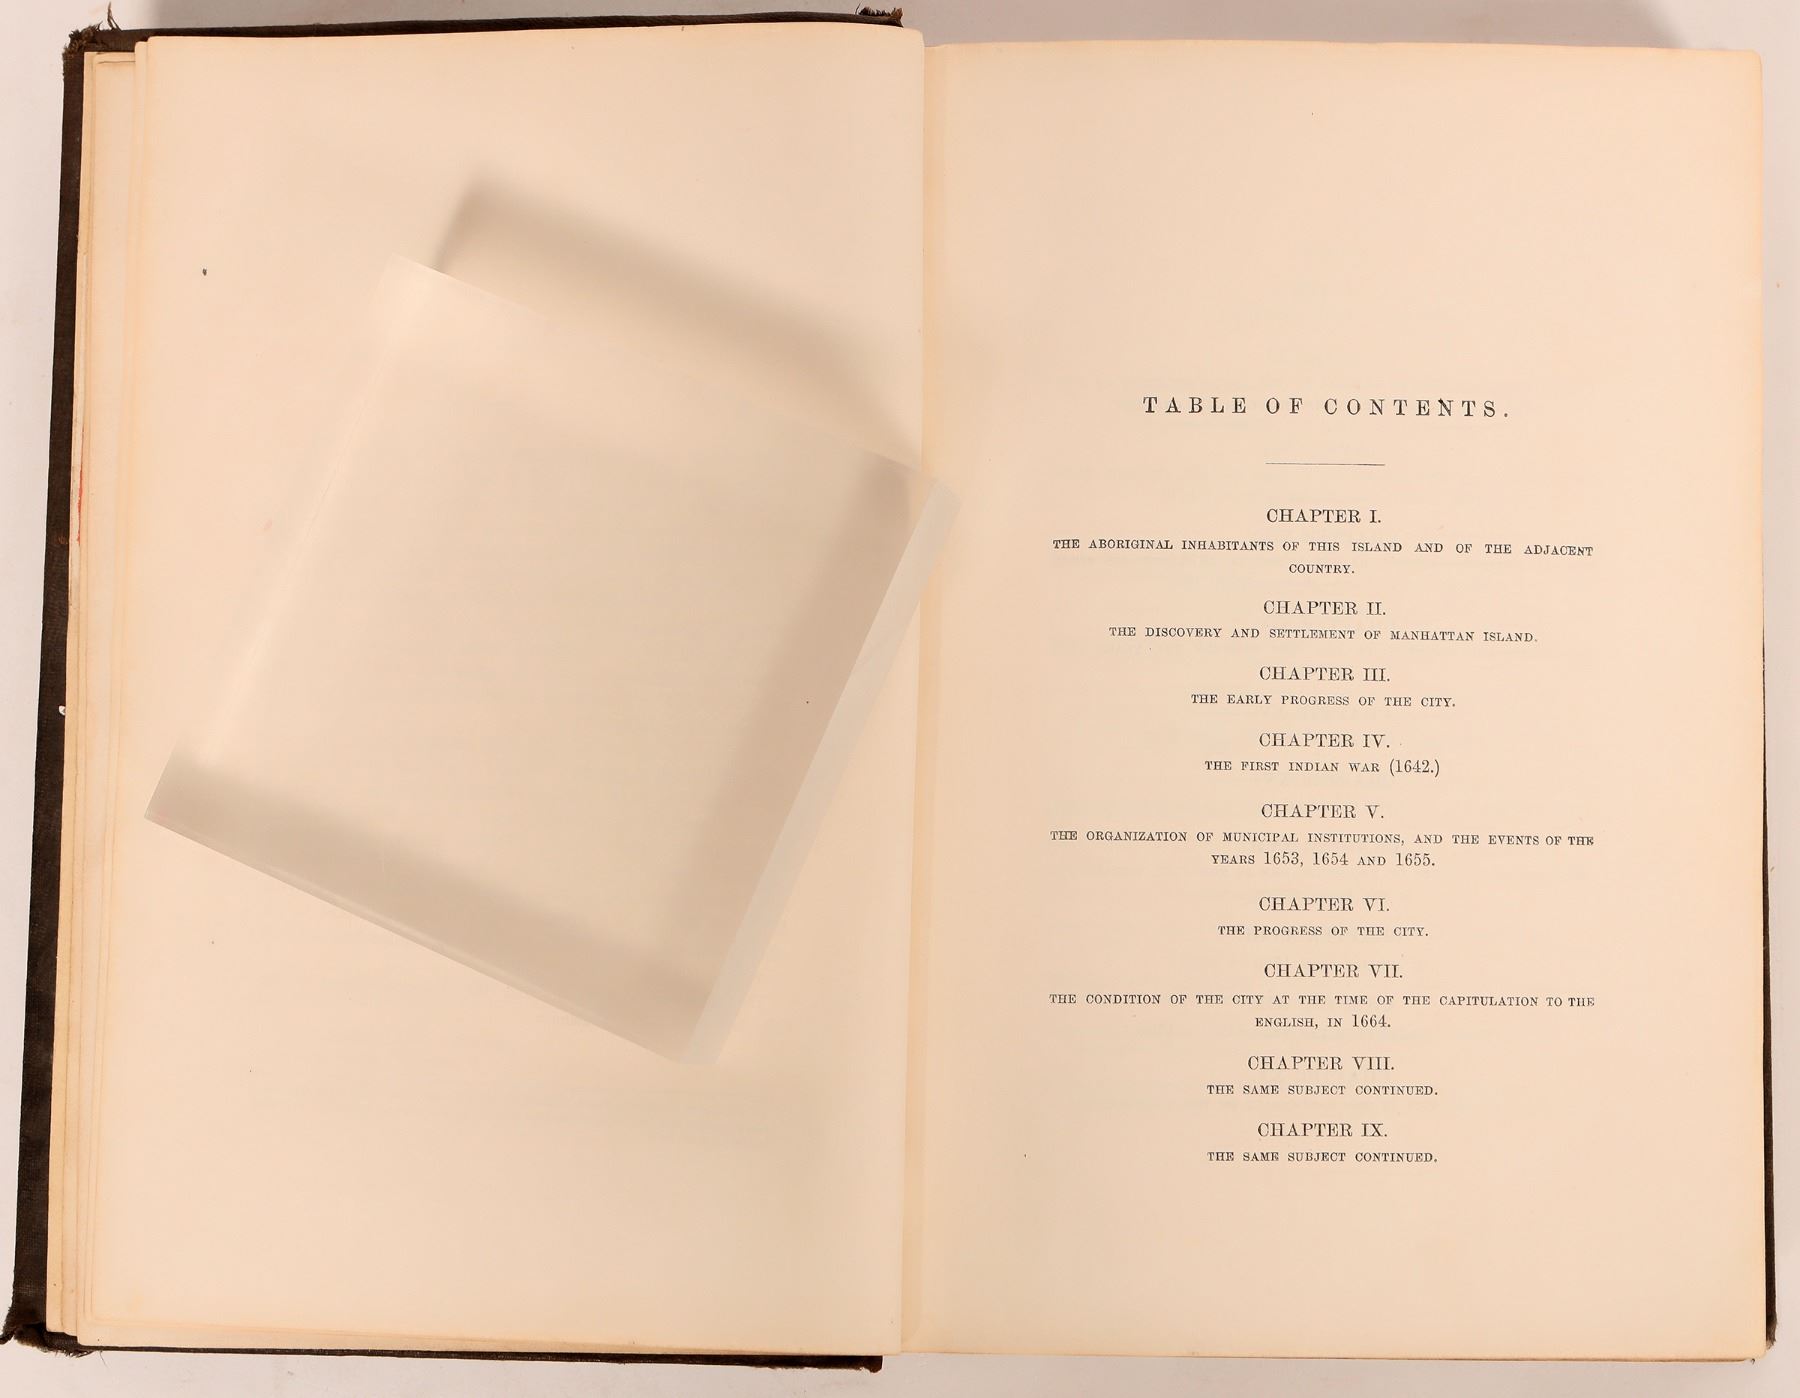 TABLE OF CONTENTS.
CHAPTER I.
THE ABORIGINAL INHABITANTS OF THIS ISLAND AND OF THE ADJACENT
COUNTRY.
CHAPTER II.
THE DISCOVERY AND SETTLEMENT OF MANHATTAN ISLAND.
CHAPTER III.
THE EARLY PROGRESS OF THE CITY.
CHAPTER IV.
THE FIRST INDIAN WAR (1642.)
CHAPTER V.
THE ORGANIZATION OF MUNICIPAL INSTITUTIONS, AND THE EVENTS OF THE
YEARS 1653, 1654 AND 1655.
CHAPTER VI.
THE PROGRESS OF THE CITY.
CHAPTER VII.
THE CONDITION OF THE CITY AT THE TIME OF THE CAPITULATION TO THE
ENGLISH, IN 1664.
CHAPTER VIII.
THE SAME SUBJECT CONTINUED.
CHAPTER IX.
THE SAME SUBJECT CONTINUED.